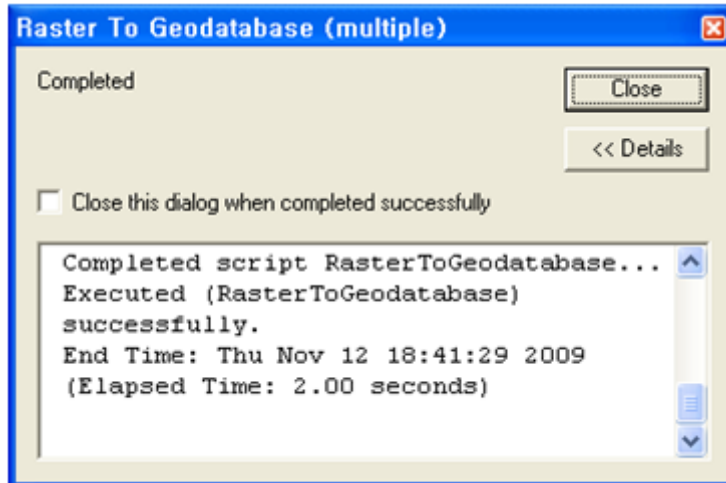 Raster To Geodatabase (multiple)
Completed
Close
<< Details
Close this dialog when completed successfully
Completed script RasterToGeodatabase...
Executed (RasterToGeodatabase)
successfully.
End Time: Thu Nov 12 18:41:29 2009
(Elapsed Time: 2.00 seconds)